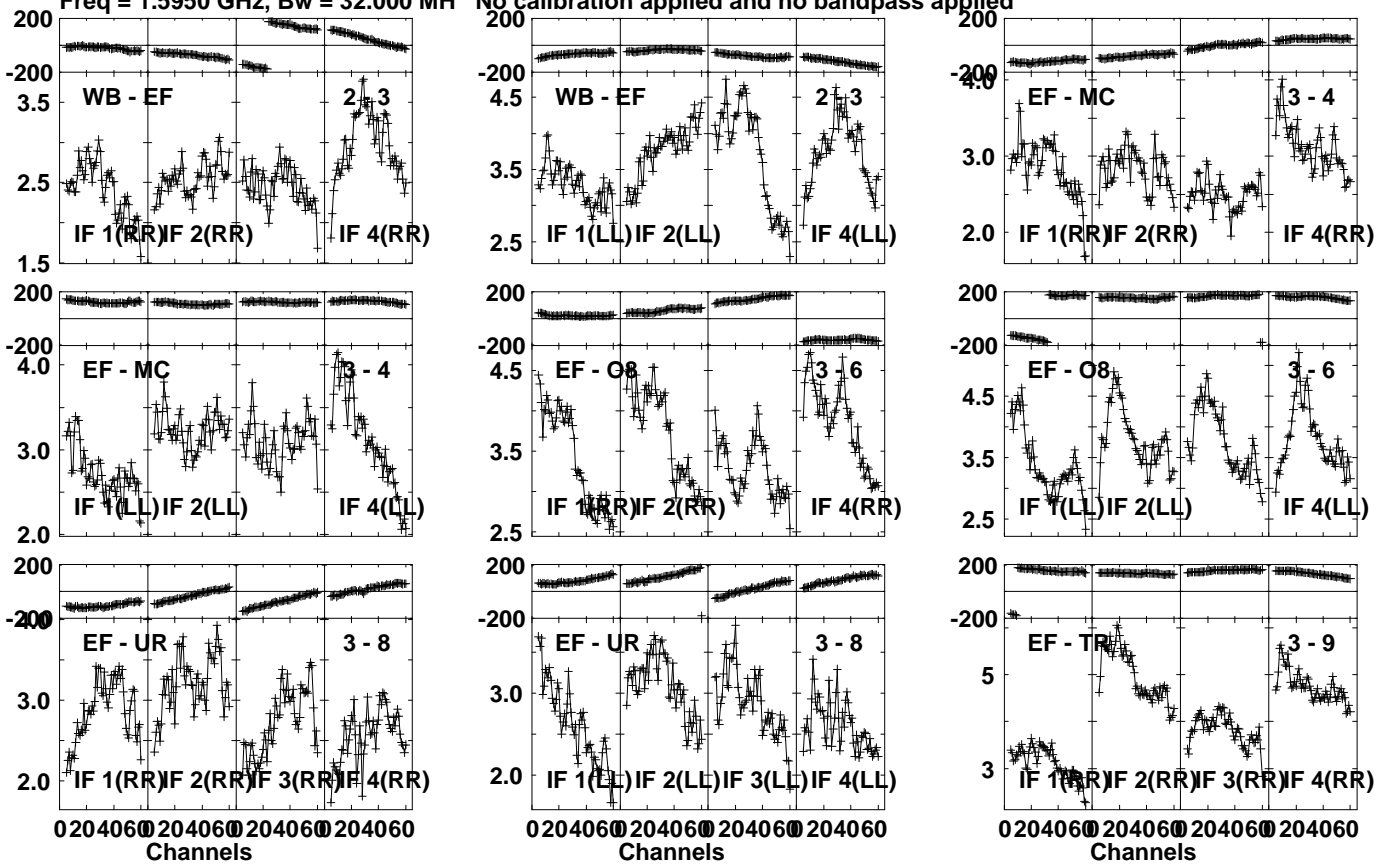 Freq = 1.5950 GHz, Bw = 32.000 MH No calibration applied and no bandpass applied
200 200 200
-200 -200 -200
WB - EF 2 - 3 WB - EF 2 - 3 EF - MC 3 - 4
3.5 4.5 4.0
2.5 3.5 3.0
1.5 2.5 2.0
IF 1(RR) IF 2(RR) IF 4(RR) IF 1(LL) IF 2(LL) IF 4(LL) IF 1(RR) IF 2(RR) IF 4(RR)
200 200 200
-200 -200 -200
EF - MC 3 - 4 EF - O8 3 - 6 EF - O8 3 - 6
4.0 4.5 4.5
3.0 3.5 3.5
2.0 2.5 2.5
IF 1(LL) IF 2(LL) IF 4(LL) IF 1(RR) IF 2(RR) IF 4(RR) IF 1(LL) IF 2(LL) IF 4(LL)
200 200 200
-200 -200 -200
EF - UR 3 - 8 EF - UR 3 - 8 EF - TR 3 - 9
4.0
3.0 3.0 5
2.0 2.0 3
IF 1(RR) IF 2(RR) IF 3(RR) IF 4(RR) IF 1(LL) IF 2(LL) IF 3(LL) IF 4(LL) IF 1(RR) IF 2(RR) IF 3(RR) IF 4(RR)
0 20 40 60 0 20 40 60 0 20 40 60 0 20 40 60 0 20 40 60 0 20 40 60 0 20 40 60 0 20 40 60 0 20 40 60 0 20 40 60 0 20 40 60 0 20 40 60
Channels Channels Channels